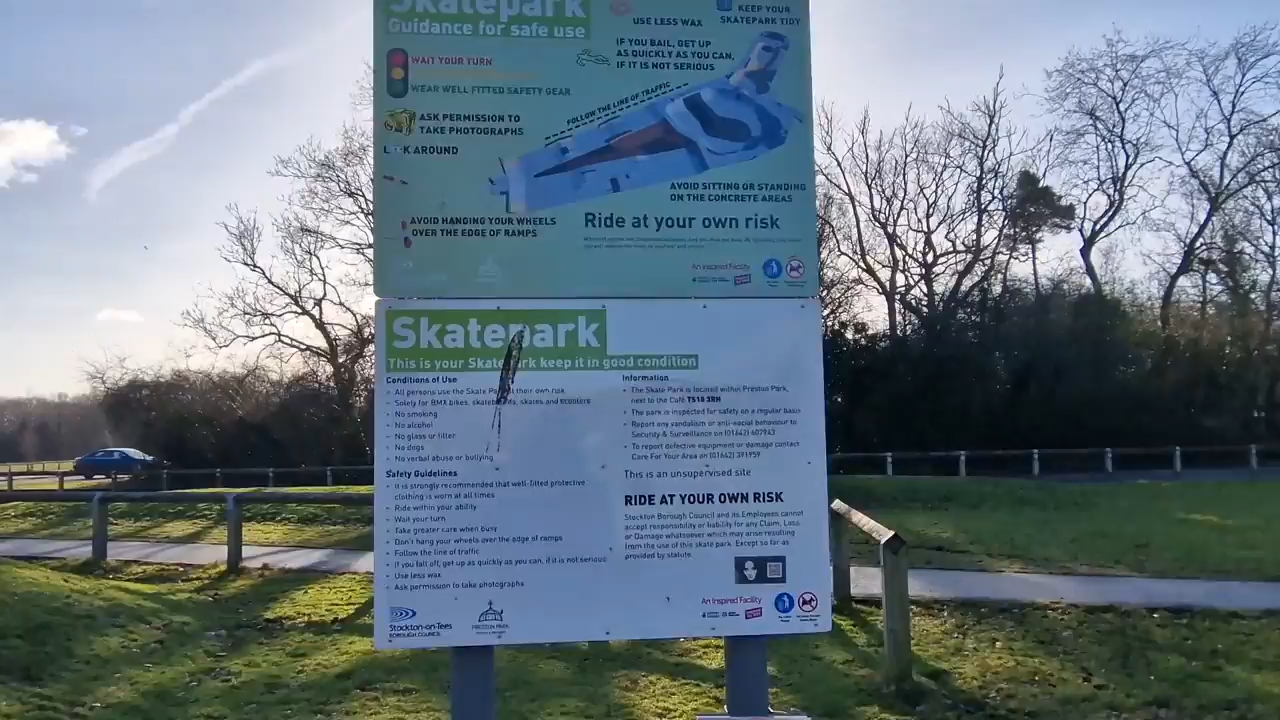 Skatepark
Guidance for safe use
USE LESS WAX
KEEP YOUR
SKATEPARK TIDY
WAIT YOUR TURN
WEAR WELL FITTED SAFETY GEAR
IF YOU BAIL, GET UP
AS QUICKLY AS YOU CAN,
IF IT IS NOT SERIOUS
ASK PERMISSION TO
TAKE PHOTOGRAPHS
FOLLOW THE LINE OF TRAFFIC
AROUND
AVOID HANGING YOUR WHEELS
OVER THE EDGE OF RAMPS
AVOID SITTING OR STANDING
ON THE CONCRETE AREAS
Ride at your own risk
An Inspired Facility
Skatepark
This is your Skatepark keep it in good condition
Conditions of Use
- All persons use the Skate Park at their own risk
- Solely for BMX bikes, skateboards, skates and scooters
- No smoking
- No alcohol
- No glass or litter
- No dogs
- No verbal abuse or bullying
Safety Guidelines
- It is strongly recommended that well-fitted protective
clothing is worn at all times
- Ride within your ability
- Wait your turn
- Take greater care when busy
- Don't hang your wheels over the edge of ramps
- Follow the line of traffic
- If you fall off, get up as quickly as you can, if it is not serious
- Use less wax
- Ask permission to take photographs
Stockton-on-Tees
BOROUGH COUNCIL
PRESTON PARK
Information
- The Skate Park is located within Preston Park,
next to the Café TS18 3RH
- The park is inspected for safety on a regular basis
- Report any vandalism or anti-social behaviour to
Security & Surveillance on (01642) 607943
- To report defective equipment or damage contact
Care For Your Area on (01642) 391959
This is an unsupervised site
RIDE AT YOUR OWN RISK
Stockton Borough Council and its Employees cannot
accept responsibility or liability for any Claim, Loss
or Damage whatsoever which may arise resulting
from the use of this skate park. Except so far as
provided by statute.
An Inspired Facility